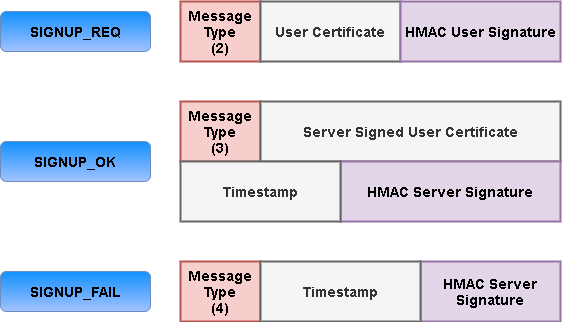 SIGNUP_REQ
Message
Type
(2)
User Certificate
HMAC User Signature
SIGNUP_OK
Message
Type
(3)
Server Signed User Certificate
Timestamp
HMAC Server Signature
SIGNUP_FAIL
Message
Type
(4)
Timestamp
HMAC Server
Signature